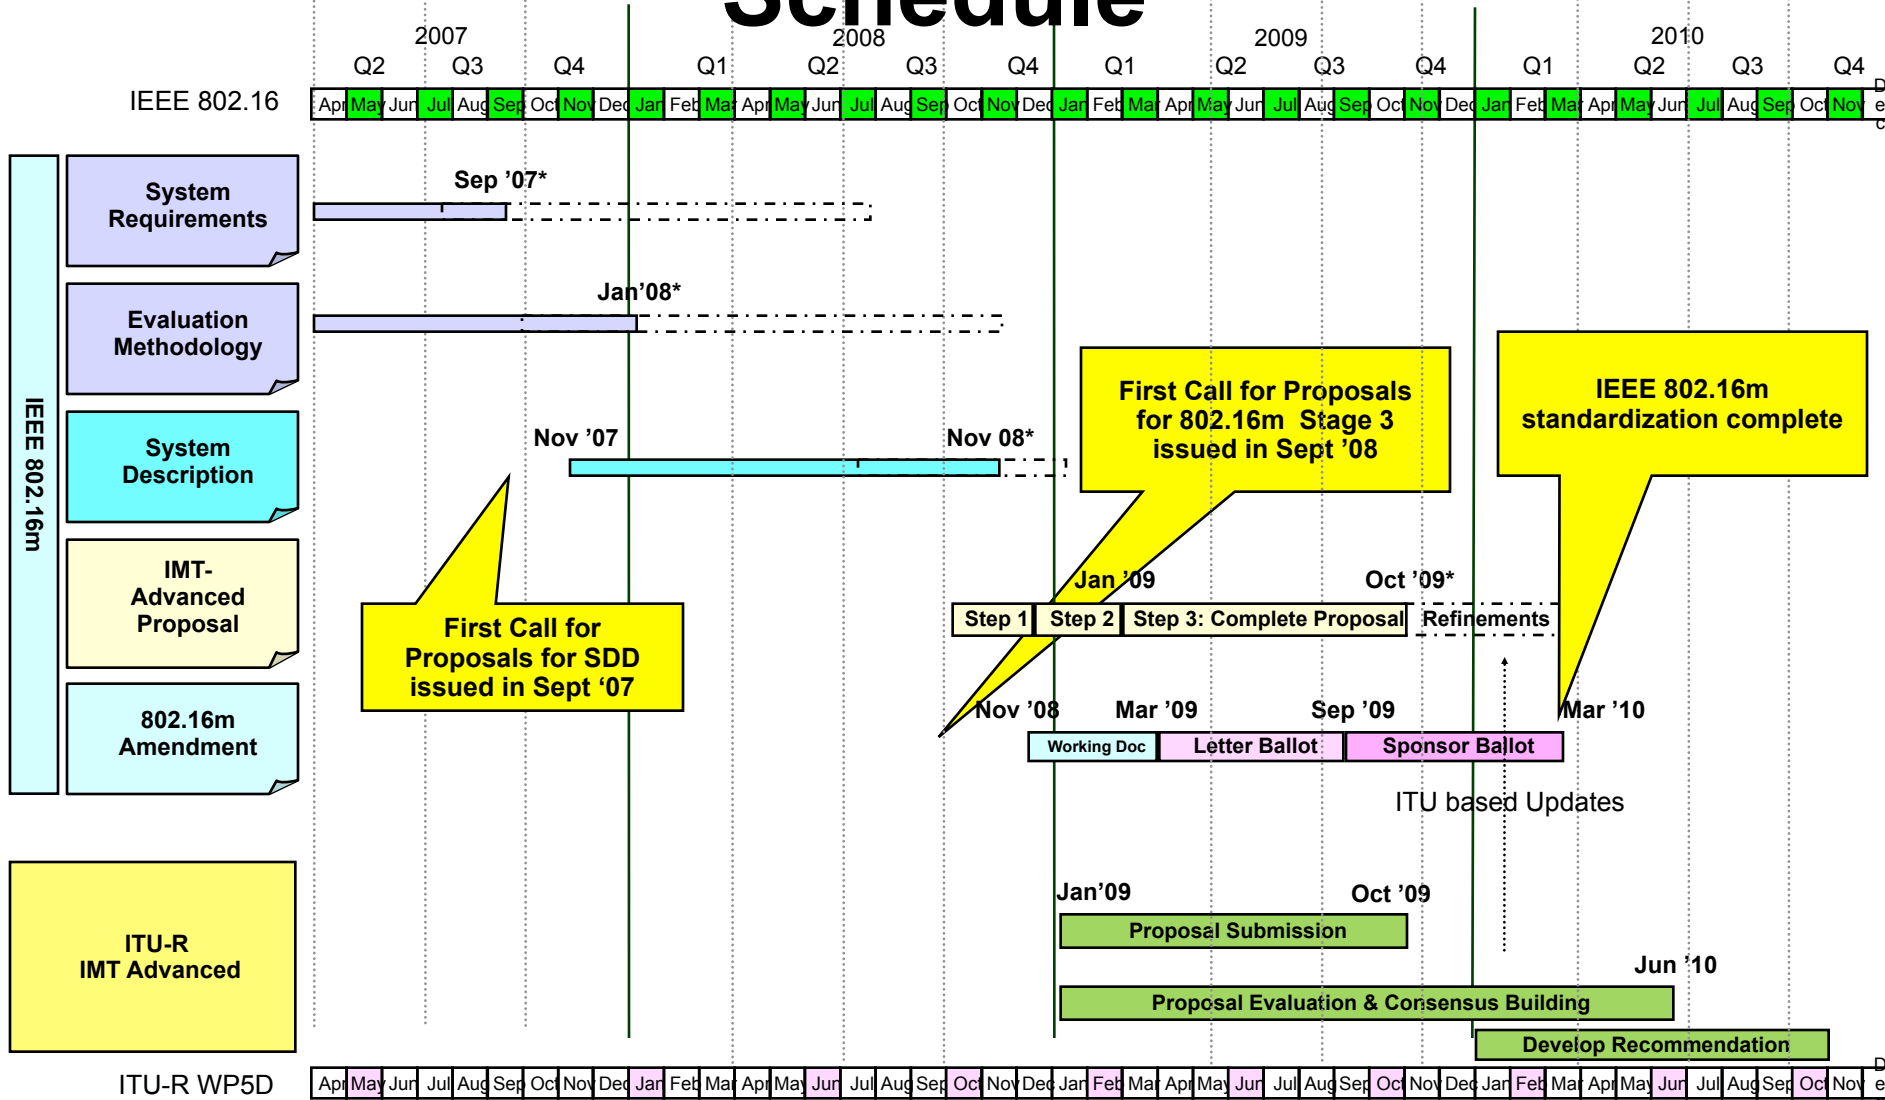 Schedule
2007 2008 2009 2010
Q2 Q3 Q4 Q1 Q2 Q3 Q4 Q1 Q2 Q3 Q4 Q1 Q2 Q3 Q4
IEEE 802.16 Apr May Jun Jul Aug Sep Oct Nov Dec Jan Feb Mar Apr May Jun Jul Aug Sep Oct Nov Dec Jan Feb Mar Apr May Jun Jul Aug Sep Oct Nov Dec Jan Feb Mar Apr May Jun Jul Aug Sep Oct Nov Dec
IEEE 802.16m
System
Requirements
Sep ’07*
Evaluation
Methodology
Jan’08*
System
Description
Nov ’07
Nov 08*
First Call for Proposals
for 802.16m Stage 3
issued in Sept ’08
IEEE 802.16m
standardization complete
IMT-
Advanced
Proposal
First Call for
Proposals for SDD
issued in Sept ‘07
Jan ’09
Oct ’09*
Step 1 Step 2 Step 3: Complete Proposal Refinements
802.16m
Amendment
Nov ’08 Mar ’09 Sep ’09 Mar ’10
Working Doc Letter Ballot Sponsor Ballot
ITU based Updates
ITU-R
IMT Advanced
Jan’09 Oct ’09
Proposal Submission
Jun ’10
Proposal Evaluation & Consensus Building
Develop Recommendation
ITU-R WP5D Apr May Jun Jul Aug Sep Oct Nov Dec Jan Feb Mar Apr May Jun Jul Aug Sep Oct Nov Dec Jan Feb Mar Apr May Jun Jul Aug Sep Oct Nov Dec Jan Feb Mar Apr May Jun Jul Aug Sep Oct Nov De